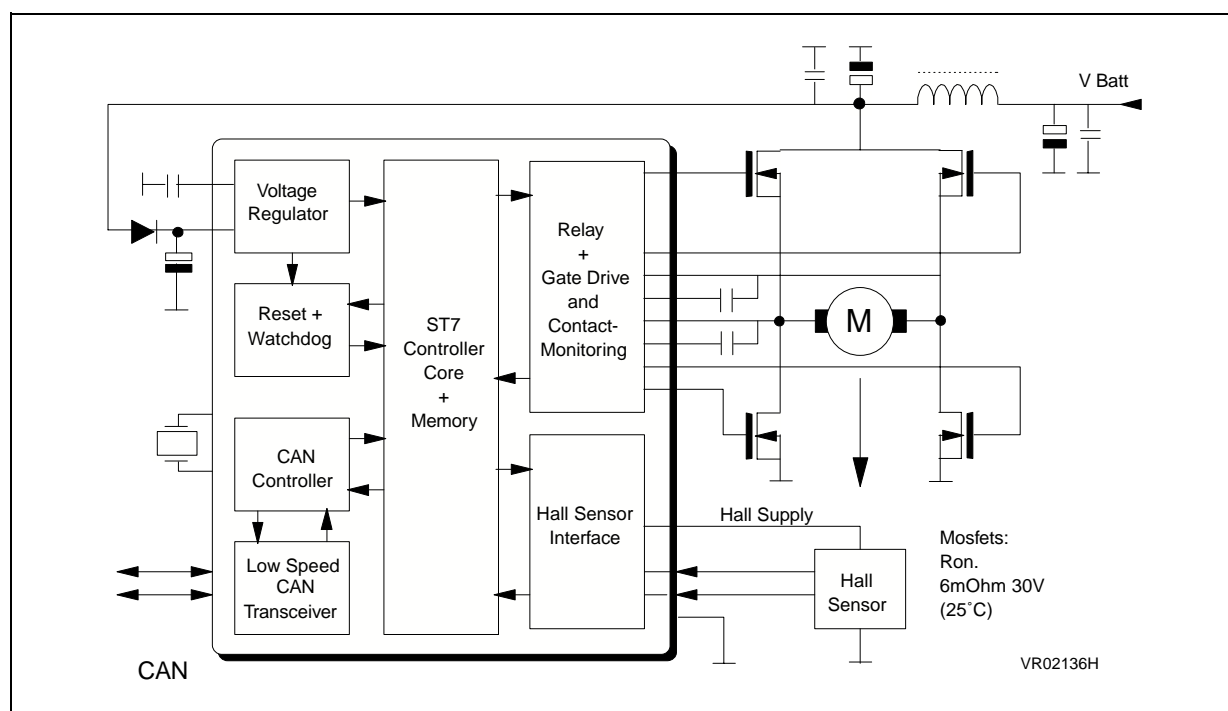 V Batt
Voltage
Regulator
Reset +
Watchdog
CAN
Controller
Low Speed
CAN
Transceiver
ST7
Controller
Core
+
Memory
Relay
+
Gate Drive
and
Contact-
Monitoring
Hall Sensor
Interface
M
Hall Supply
Hall
Sensor
Mosfets:
Ron.
6mOhm 30V
(25˚C)
CAN
VR02136H